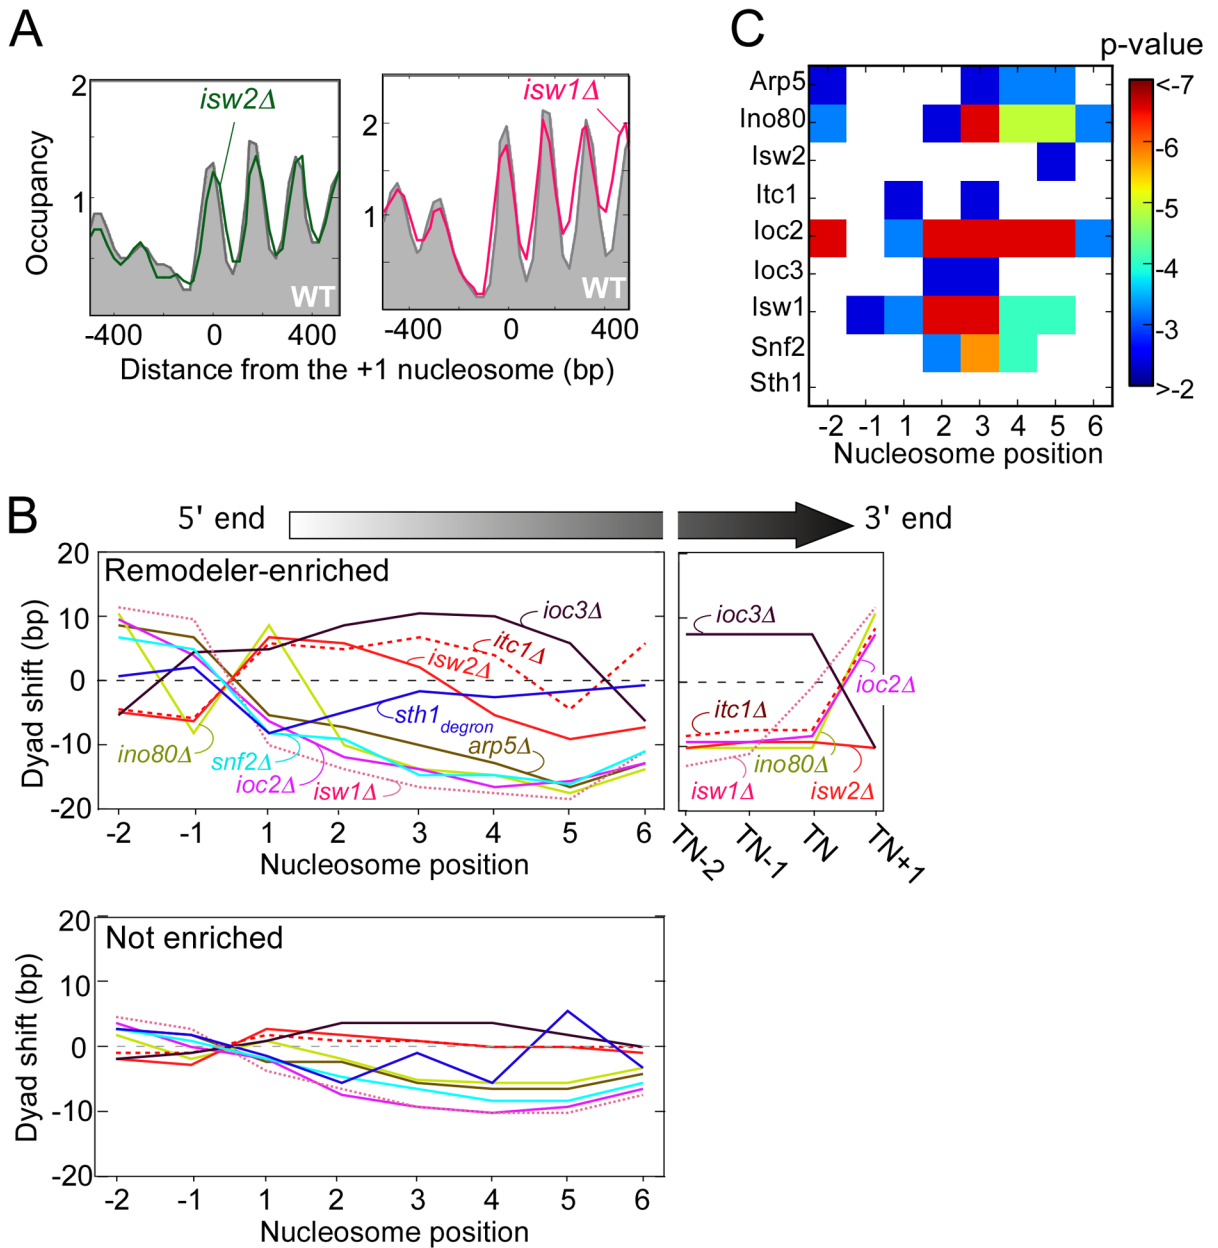 A
2
1
Occupancy
isw2Δ
WT
-400
0
400
2
1
isw1Δ
WT
-400
0
400
Distance from the +1 nucleosome (bp)
C
p-value
Arp5
Ino80
Isw2
Itc1
Ioc2
Ioc3
Isw1
Snf2
Sth1
-2 -1 1 2 3 4 5 6
Nucleosome position
<-7
-6
-5
-4
-3
>-2
B
5' end
3' end
Remodeler-enriched
20
10
0
-10
-20
Dyad shift (bp)
ioc3Δ
itc1Δ
isw2Δ
sth1degron
arp5Δ
ino80Δ
snf2Δ
ioc2Δ
isw1Δ
-2 -1 1 2 3 4 5 6
Nucleosome position
ioc3Δ
ioc2Δ
itc1Δ
ino80Δ
isw1Δ
isw2Δ
TN-2
TN-1
TN
TN+1
Not enriched
20
10
0
-10
-20
Dyad shift (bp)
-2 -1 1 2 3 4 5 6
Nucleosome position